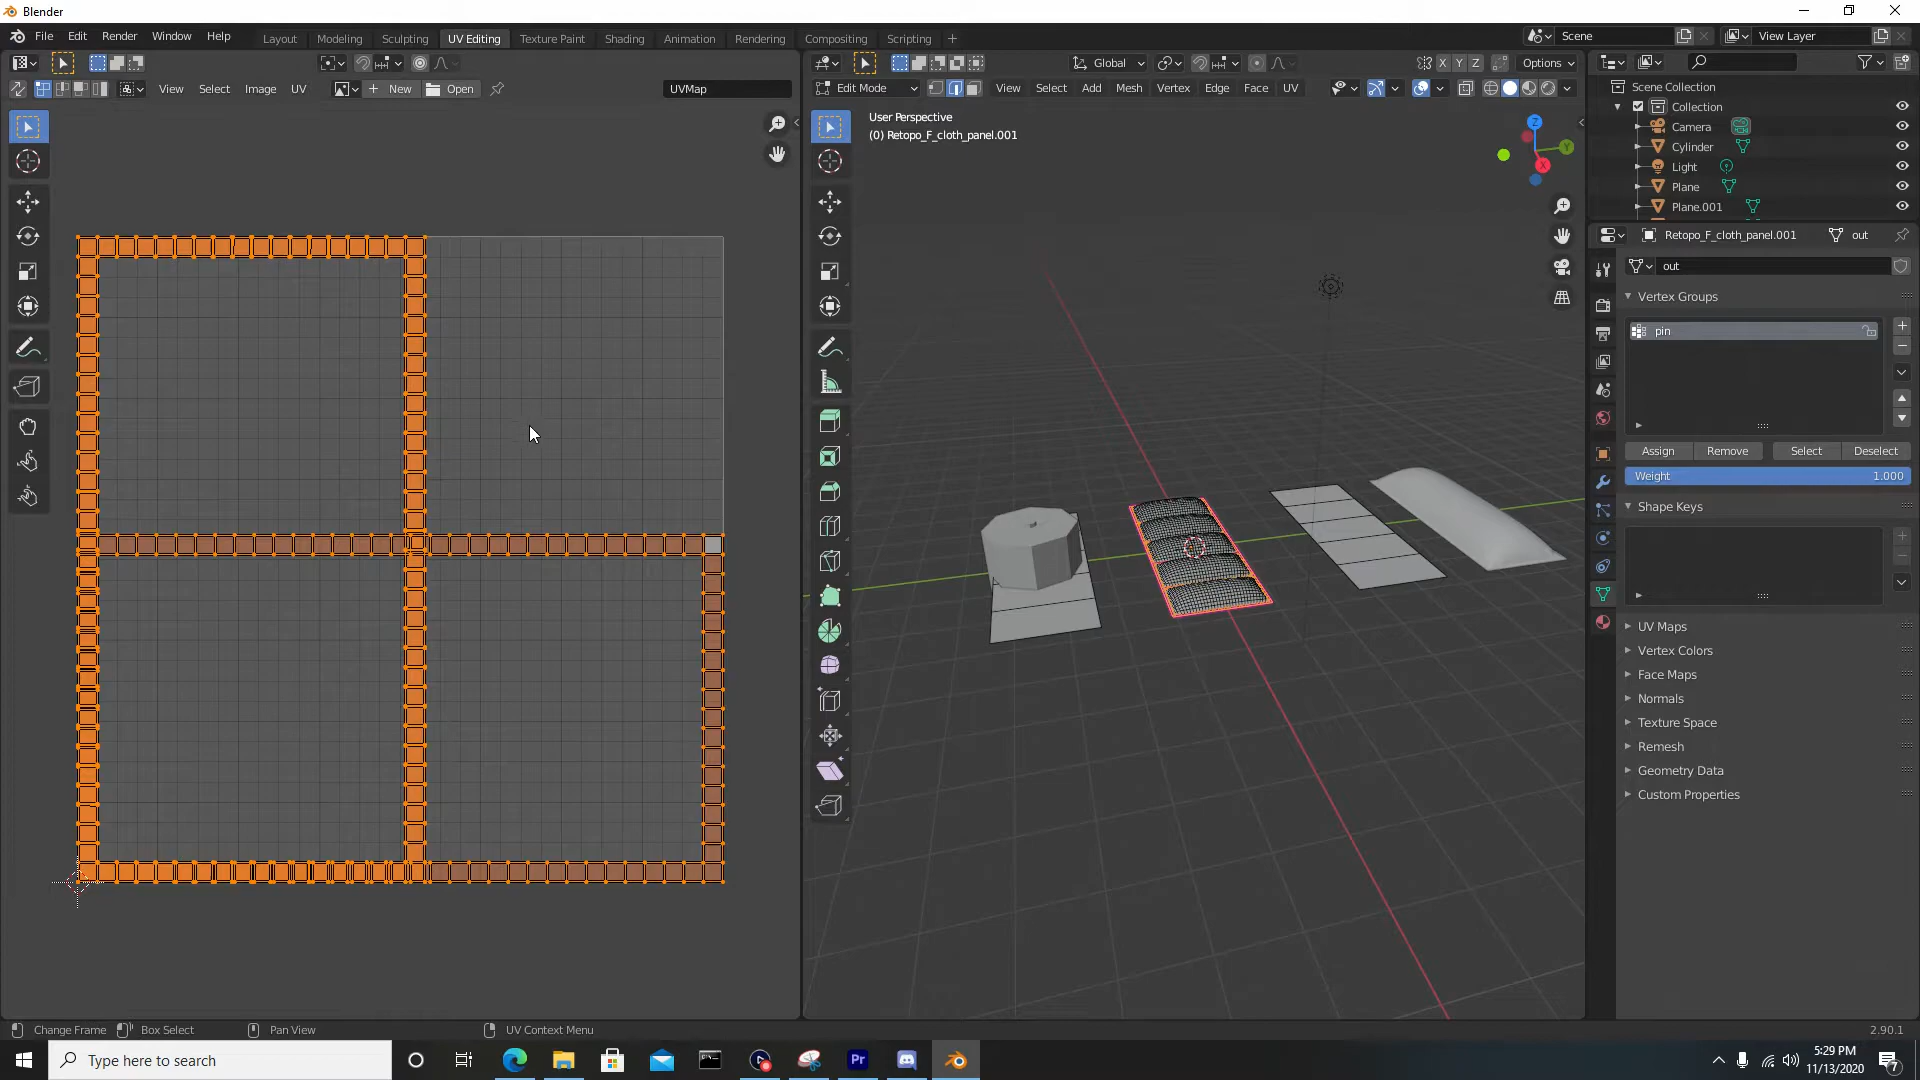 Blender
File Edit Render Window Help
Layout Modeling Sculpting UV Editing Texture Paint Shading Animation Rendering Compositing Scripting
Scene
View Layer
Global
X Y Z
Options
View Select Image UV
New
Open
UVMap
Edit Mode
View Select Add Mesh Vertex Edge Face UV
User Perspective
(0) Retopo_F_cloth_panel.001
Z
Y
X
Scene Collection
Collection
Camera
Cylinder
Light
Plane
Plane.001
Retopo_F_cloth_panel.001
out
out
Vertex Groups
pin
Assign Remove Select Deselect
Weight 1.000
Shape Keys
UV Maps
Vertex Colors
Face Maps
Normals
Texture Space
Remesh
Geometry Data
Custom Properties
Change Frame Box Select Pan View UV Context Menu
2.90.1
Type here to search
Pr
5:29 PM
11/13/2020
7